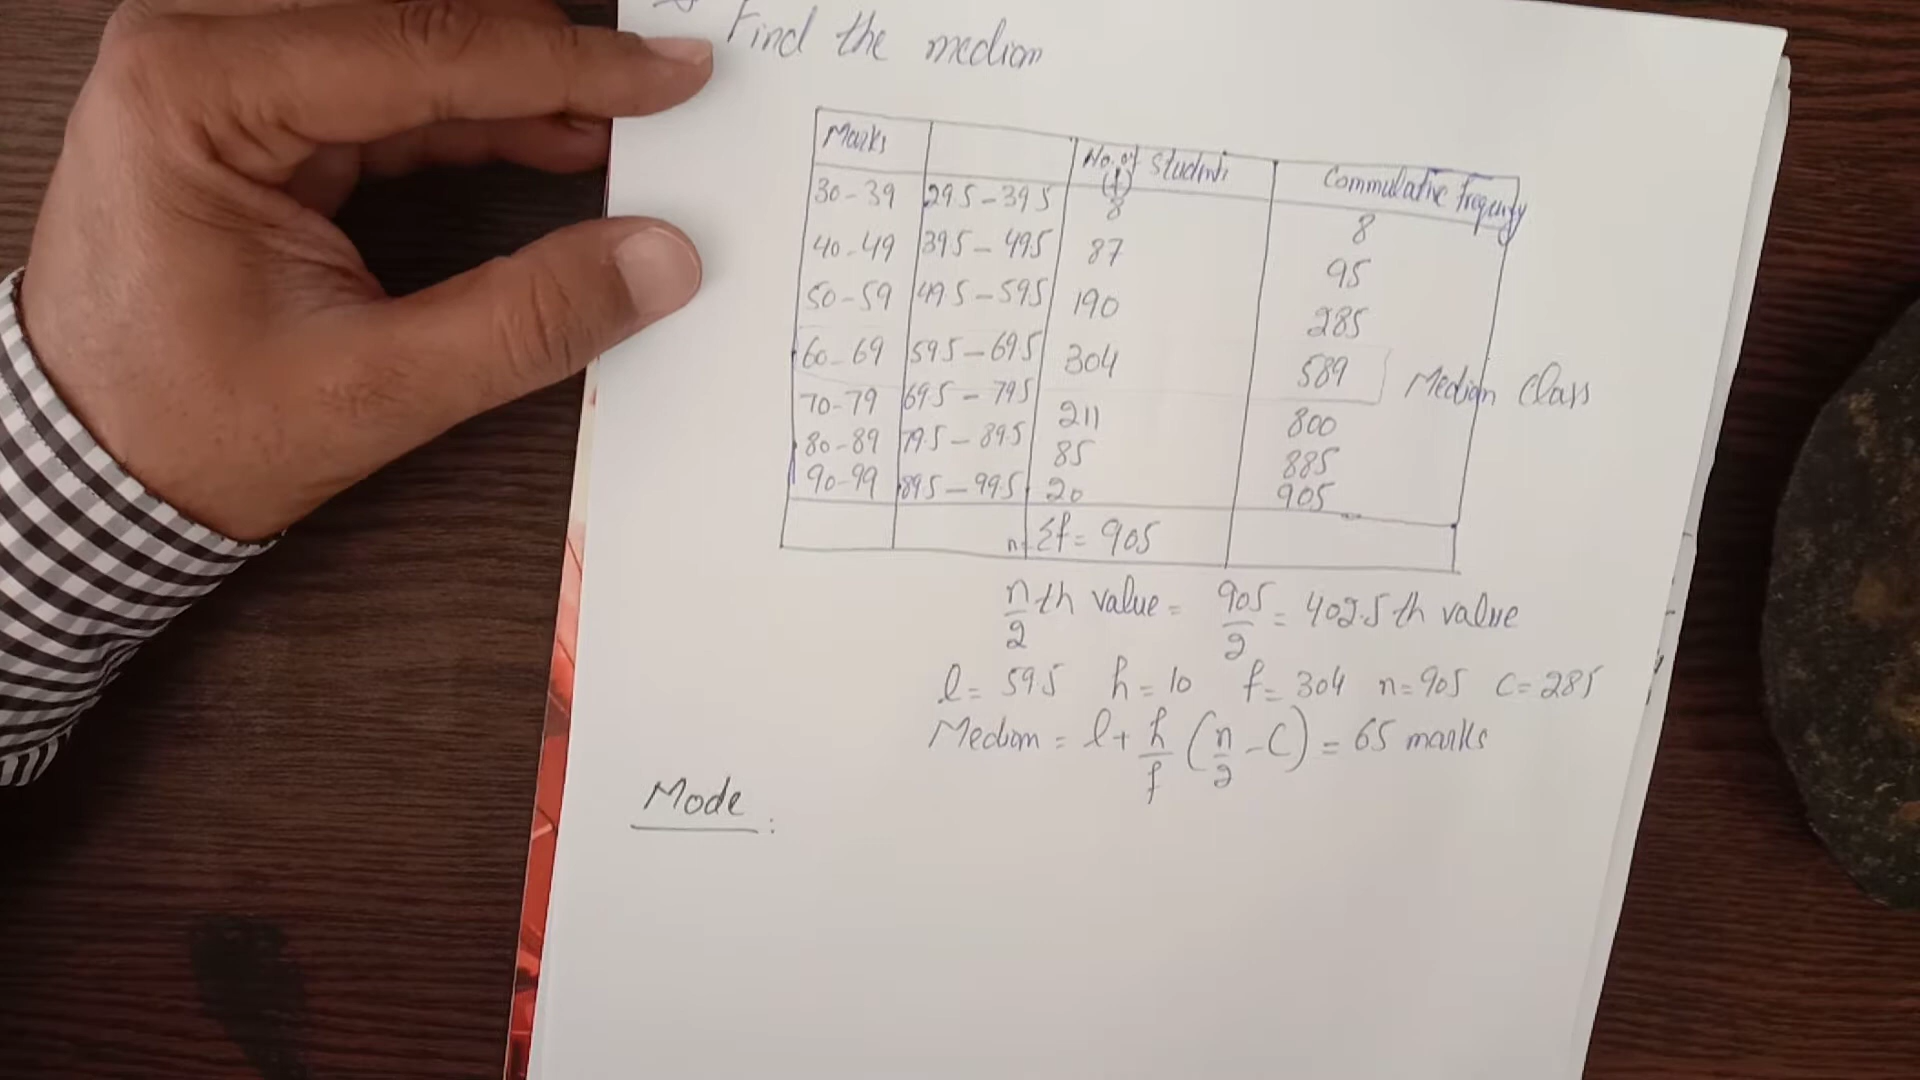 Find the median
Marks No. of Students (f) Commulative frequency
30-39 29.5-39.5 8 8
40-49 39.5-49.5 87 95
50-59 49.5-59.5 190 285
60-69 59.5-69.5 304 589 Median Class
70-79 69.5-79.5 211 800
80-89 79.5-89.5 85 885
90-99 89.5-99.5 20 905
n=Σf=905
n/2 th value = 905/2 = 402.5 th value
l= 59.5 h=10 f=304 n=905 C=285
Median = l+ h/f (n/2 -C) = 65 marks
Mode: